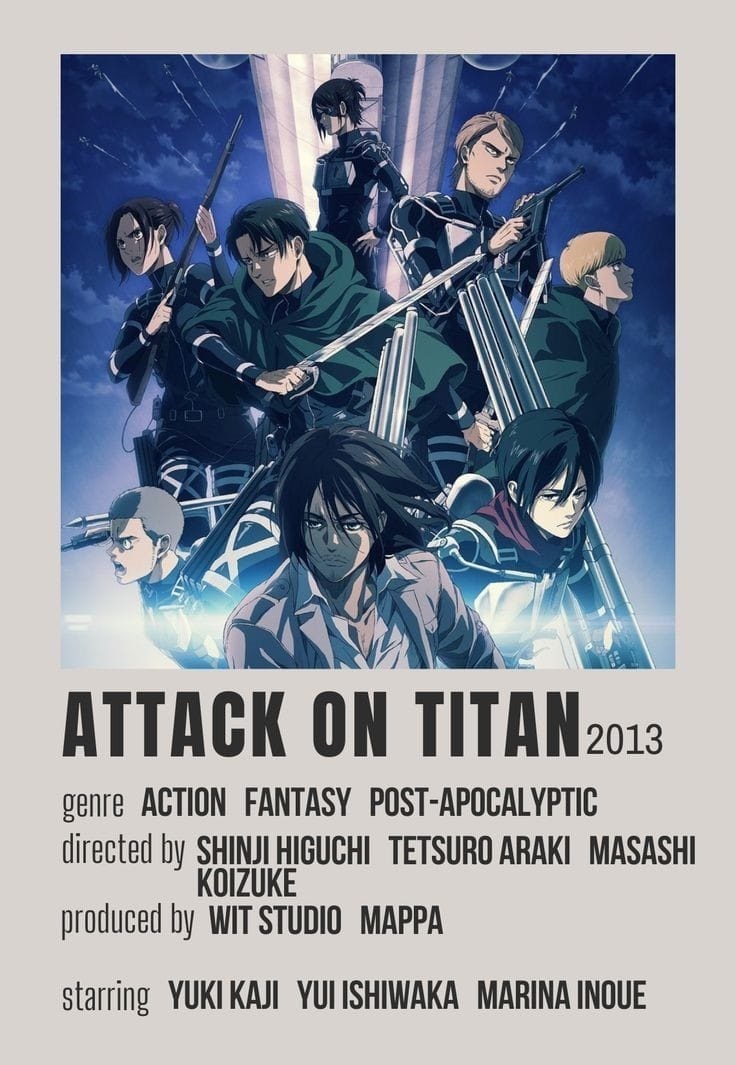 ATTACK ON TITAN 2013
genre ACTION FANTASY POST-APOCALYPTIC
directed by SHINJI HIGUCHI TETSURO ARAKI MASASHI
KOIZUKE
produced by WIT STUDIO MAPPA
starring YUKI KAJI YUI ISHIWAKA MARINA INOUE